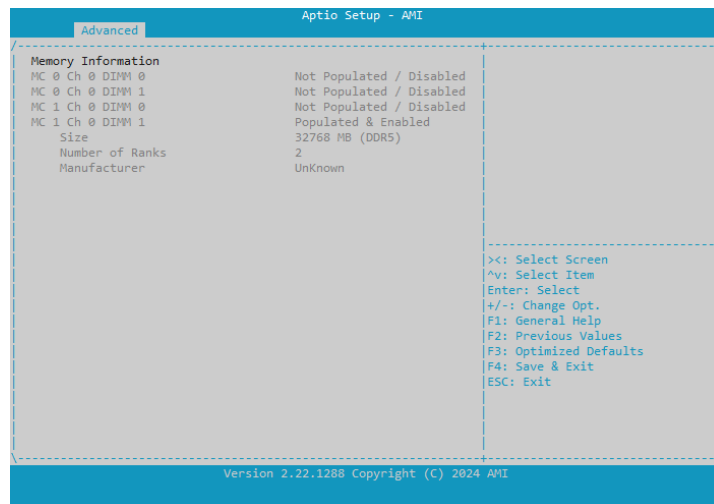 Aptio Setup - AMI
Advanced
Memory Information
MC 0 Ch 0 DIMM 0 Not Populated / Disabled
MC 0 Ch 0 DIMM 1 Not Populated / Disabled
MC 1 Ch 0 DIMM 0 Not Populated / Disabled
MC 1 Ch 0 DIMM 1 Populated & Enabled
Size 32768 MB (DDR5)
Number of Ranks 2
Manufacturer UnKnown
><: Select Screen
^v: Select Item
Enter: Select
+/-: Change Opt.
F1: General Help
F2: Previous Values
F3: Optimized Defaults
F4: Save & Exit
ESC: Exit
Version 2.22.1288 Copyright (C) 2024 AMI